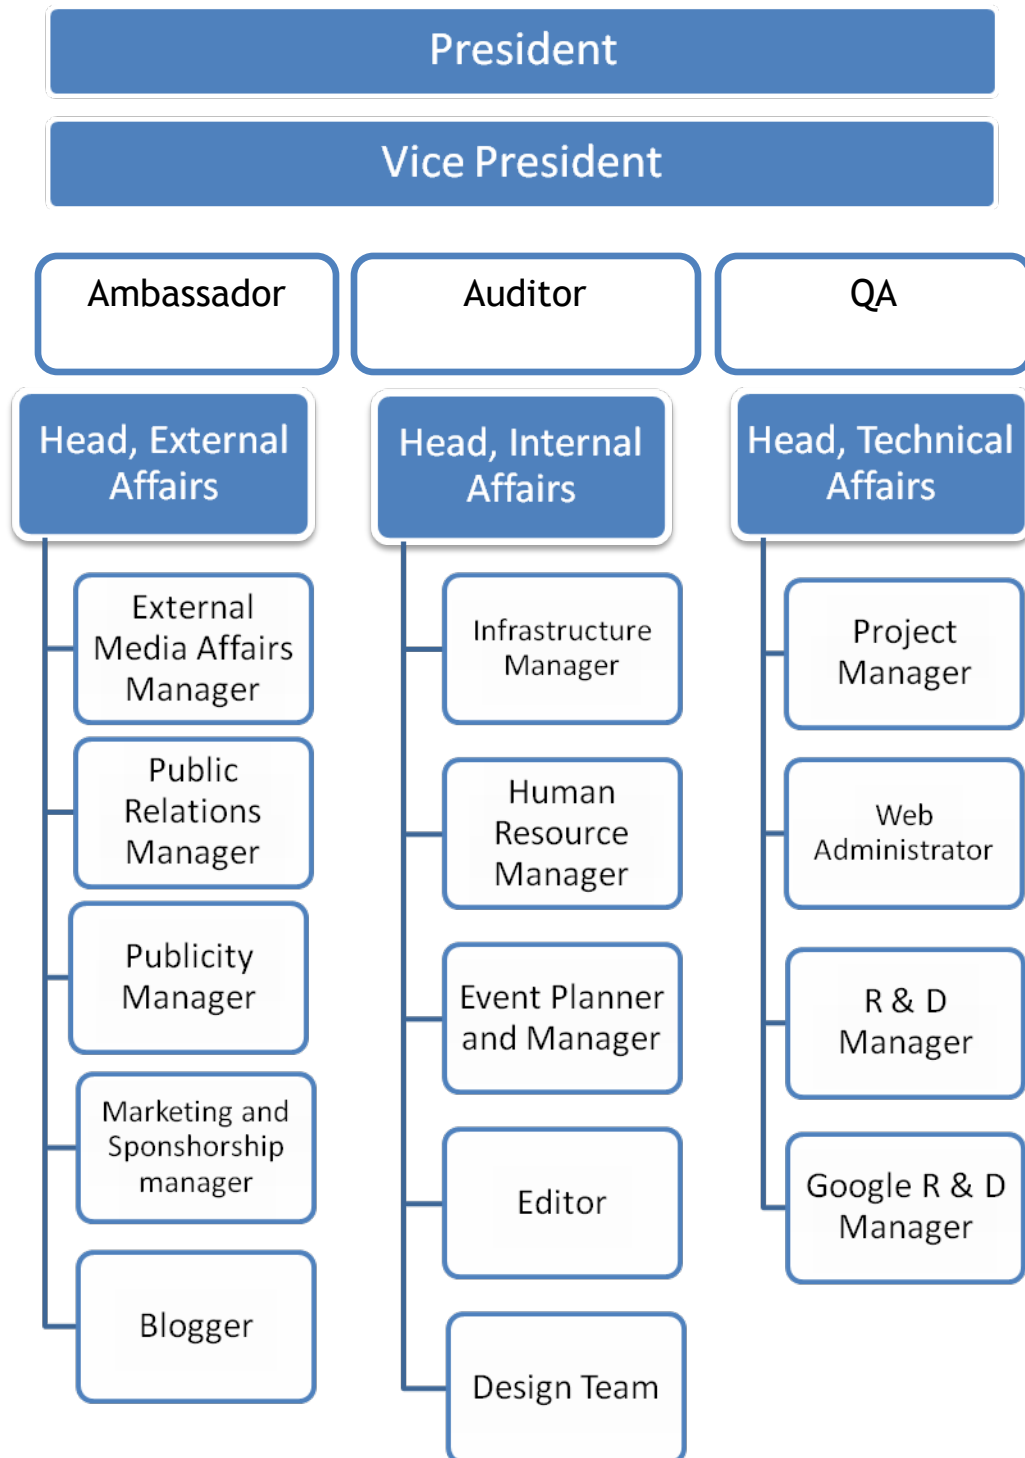 President
Vice President
Ambassador
Auditor
QA
Head, External
Affairs
External
Media Affairs
Manager
Public
Relations
Manager
Publicity
Manager
Marketing and
Sponshorship
manager
Blogger
Head, Internal
Affairs
Infrastructure
Manager
Human
Resource
Manager
Event Planner
and Manager
Editor
Design Team
Head, Technical
Affairs
Project
Manager
Web
Administrator
R & D
Manager
Google R & D
Manager